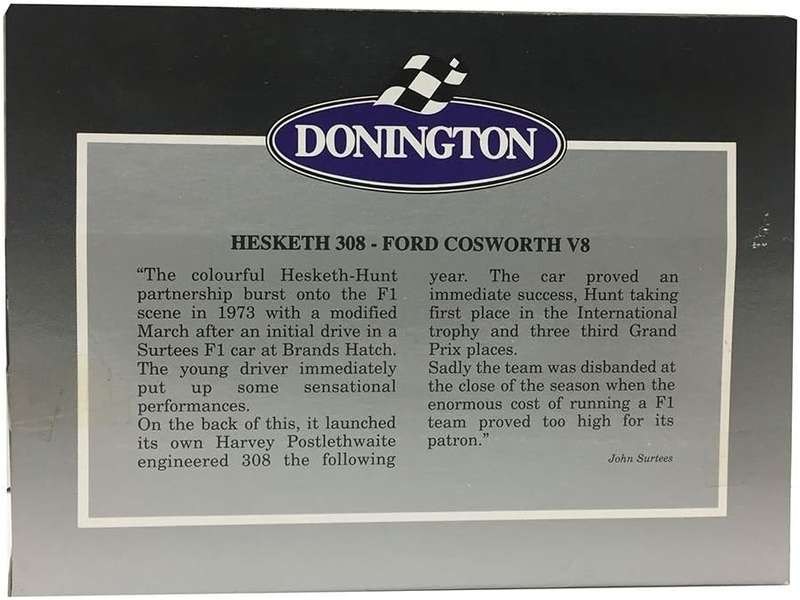 DONINGTON
HESKETH 308 - FORD COSWORTH V8
“The colourful Hesketh-Hunt
partnership burst onto the F1
scene in 1973 with a modified
March after an initial drive in a
Surtees F1 car at Brands Hatch.
The young driver immediately
put up some sensational
performances.
On the back of this, it launched
its own Harvey Postlethwaite
engineered 308 the following
year. The car proved an
immediate success, Hunt taking
first place in the International
trophy and three third Grand
Prix places.
Sadly the team was disbanded at
the close of the season when the
enormous cost of running a F1
team proved too high for its
patron.”
John Surtees